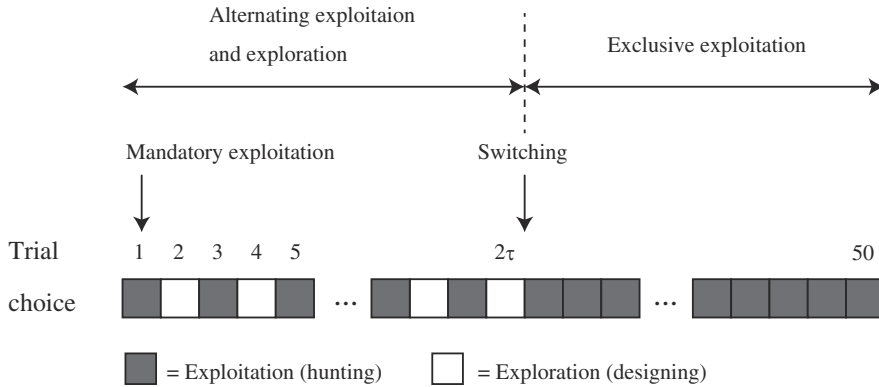 Alternating exploitaion
and exploration
Exclusive exploitation
Mandatory exploitation
Switching
Trial 1 2 3 4 5 2τ 50
choice ... ...
= Exploitation (hunting) = Exploration (designing)